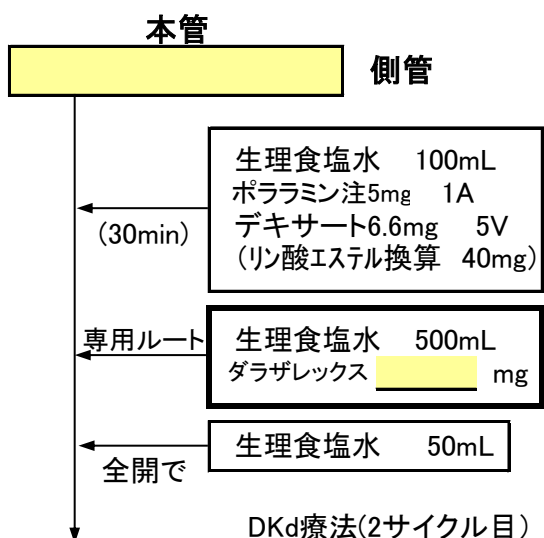 本管
側管
生理食塩水 100mL
ポララミン注5mg 1A
デキサート6.6mg 5V
(リン酸エステル換算 40mg)
(30min)
専用ルート
生理食塩水 500mL
ダラザレックス mg
生理食塩水 50mL
全開で
DKd療法(2サイクル目)